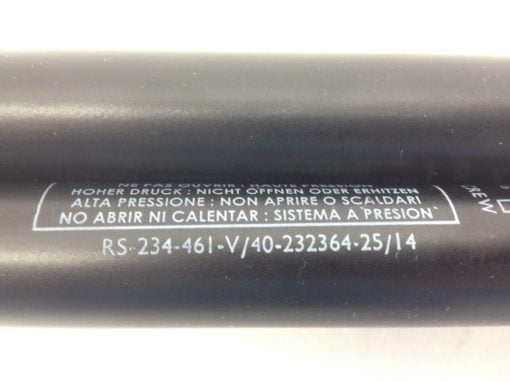 NE PAS OUVRIR : HAUTE PRESSION
HOHER DRUCK : NICHT ÖFFNEN ODER ERHITZEN
ALTA PRESSIONE : NON APRIRE O SCALDARI
NO ABRIR NI CALENTAR : SISTEMA A PRESION
RS-234-461-V/40-232364-25/14